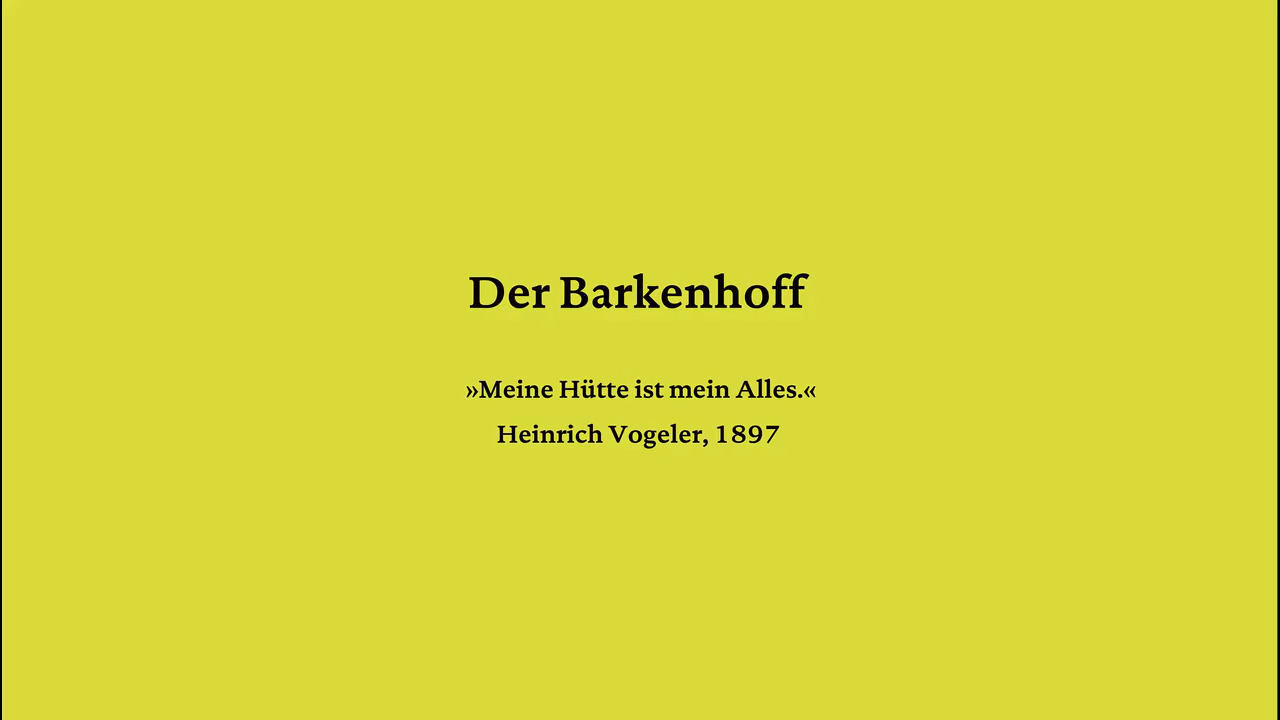 Der Barkenhoff
»Meine Hütte ist mein Alles.«
Heinrich Vogeler, 1897